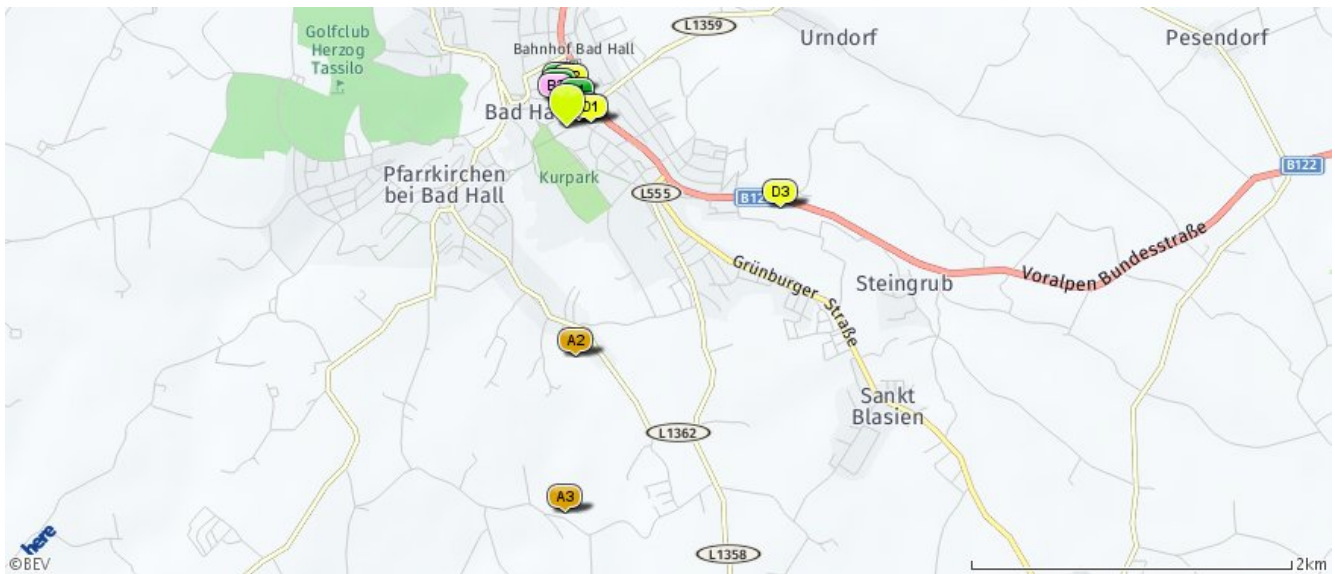 L1359
Golfclub
Herzog
Tassilo
Urndorf
Pesendorf
Bahnhof Bad Hall
D1
Bad Ha
B122
Pfarrkirchen
bei Bad Hall
Kurpark
L555
D3
Grünburger Straße
Steingrub
Voralpen Bundesstraße
A2
Sankt
Blasien
L1362
A3
here
©BEV
L1358
2km